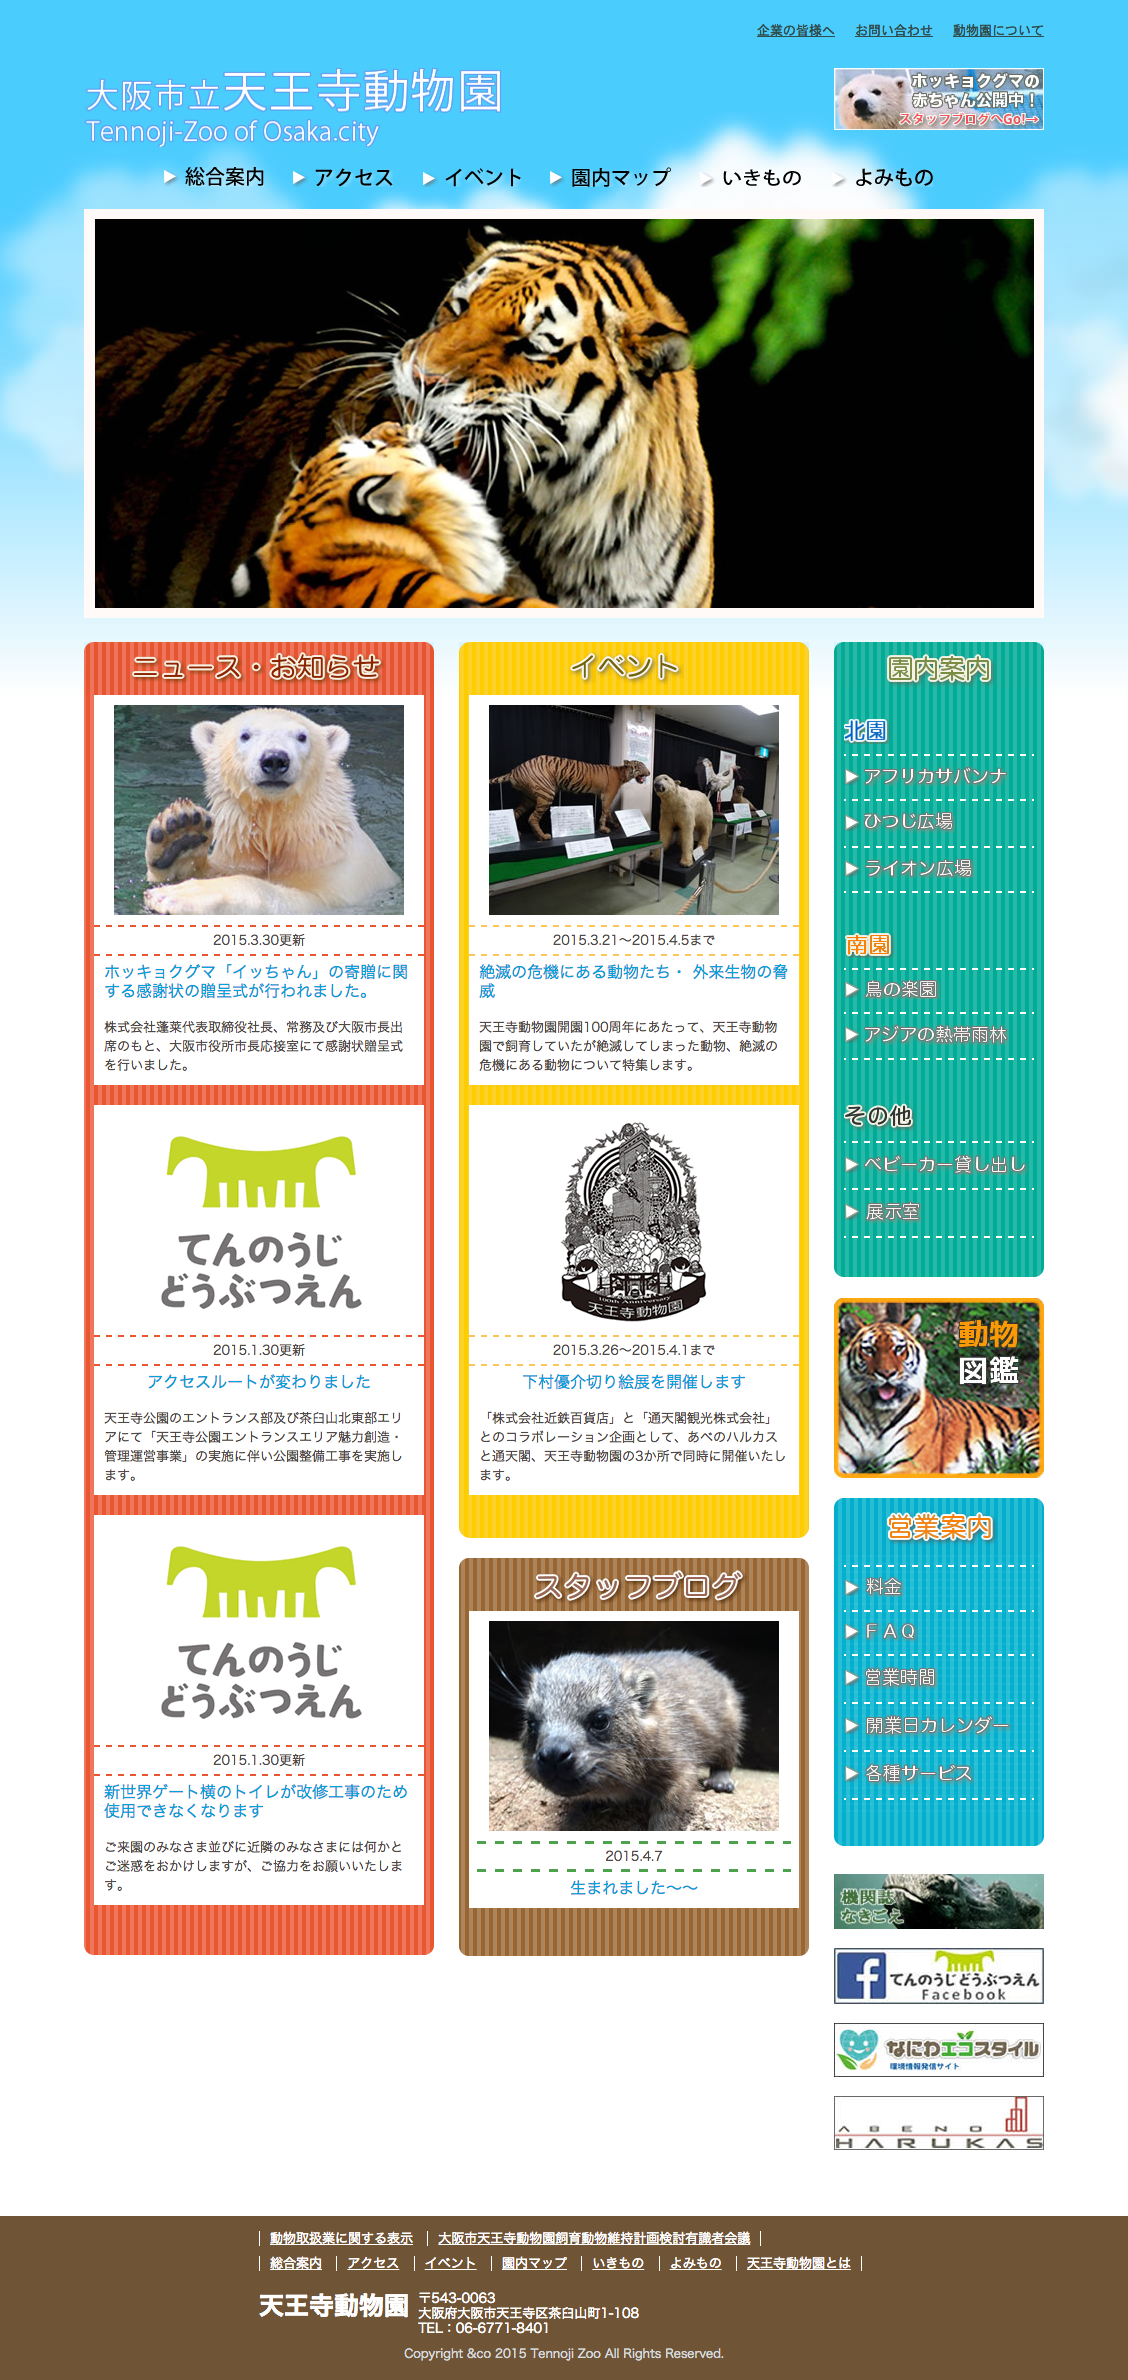 企業の皆様へ お問い合わせ 動物園について
大阪市立天王寺動物園
Tennoji-Zoo of Osaka.city
ホッキョクグマの
赤ちゃん公開中！
スタッフブログへGo!→
総合案内 アクセス イベント 園内マップ いきもの よみもの
ニュース・お知らせ
2015.3.30更新
ホッキョクグマ「イッちゃん」の寄贈に関
する感謝状の贈呈式が行われました。
株式会社蓬莱代表取締役社長、常務及び大阪市長出
席のもと、大阪市役所市長応接室にて感謝状贈呈式
を行いました。
てんのうじ
どうぶつえん
2015.1.30更新
アクセスルートが変わりました
天王寺公園のエントランス部及び茶臼山北東部エリ
アにて「天王寺公園エントランスエリア魅力創造・
管理運営事業」の実施に伴い公園整備工事を実施し
ます。
てんのうじ
どうぶつえん
2015.1.30更新
新世界ゲート横のトイレが改修工事のため
使用できなくなります
ご来園のみなさま並びに近隣のみなさまには何かと
ご迷惑をおかけしますが、ご協力をお願いいたしま
す。
イベント
2015.3.21〜2015.4.5まで
絶滅の危機にある動物たち・ 外来生物の脅
威
天王寺動物園開園100周年にあたって、天王寺動物
園で飼育していたが絶滅してしまった動物、絶滅の
危機にある動物について特集します。
100th Anniversary
天王寺動物園
2015.3.26〜2015.4.1まで
下村優介切り絵展を開催します
「株式会社近鉄百貨店」と「通天閣観光株式会社」
とのコラボレーション企画として、あべのハルカス
と通天閣、天王寺動物園の3か所で同時に開催いたし
ます。
スタッフブログ
2015.4.7
生まれました〜〜
園内案内
北園
アフリカサバンナ
ひつじ広場
ライオン広場
南園
鳥の楽園
アジアの熱帯雨林
その他
ベビーカー貸し出し
展示室
動物
図鑑
営業案内
料金
ＦＡＱ
営業時間
開業日カレンダー
各種サービス
機関誌
なきごえ
てんのうじどうぶつえん
Facebook
なにわエコスタイル
環境情報発信サイト
ABENO
HARUKAS
動物取扱業に関する表示 大阪市天王寺動物園飼育動物維持計画検討有識者会議
総合案内 アクセス イベント 園内マップ いきもの よみもの 天王寺動物園とは
天王寺動物園
〒543-0063
大阪府大阪市天王寺区茶臼山町1-108
TEL：06-6771-8401
Copyright &co 2015 Tennoji Zoo All Rights Reserved.